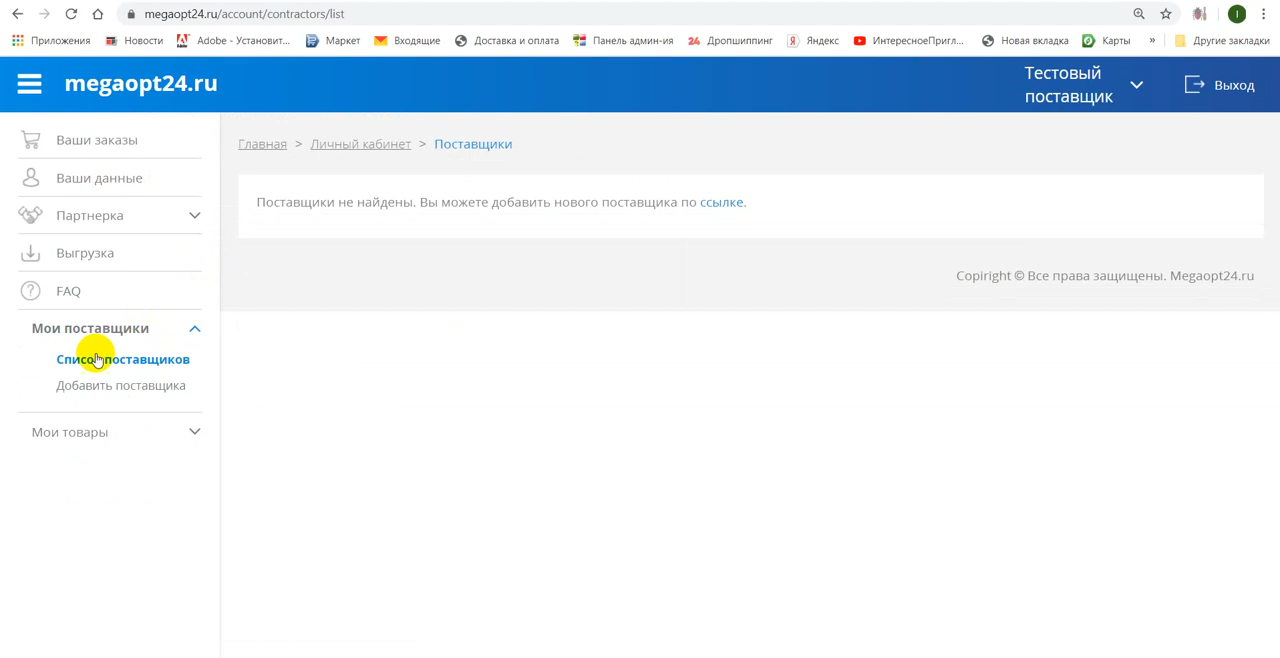 megaopt24.ru/account/contractors/list
Приложения Новости Adobe - Установит... Маркет Входящие Доставка и оплата Панель админ-ия 24 Дропшиппинг Я Яндекс ИнтересноеПригл... Новая вкладка Карты » Другие закладки
megaopt24.ru
Тестовый
поставщик
Выход
Ваши заказы
Ваши данные
Партнерка
Выгрузка
FAQ
Мои поставщики
Список поставщиков
Добавить поставщика
Мои товары
Главная > Личный кабинет > Поставщики
Поставщики не найдены. Вы можете добавить нового поставщика по ссылке.
Copiright © Все права защищены. Megaopt24.ru